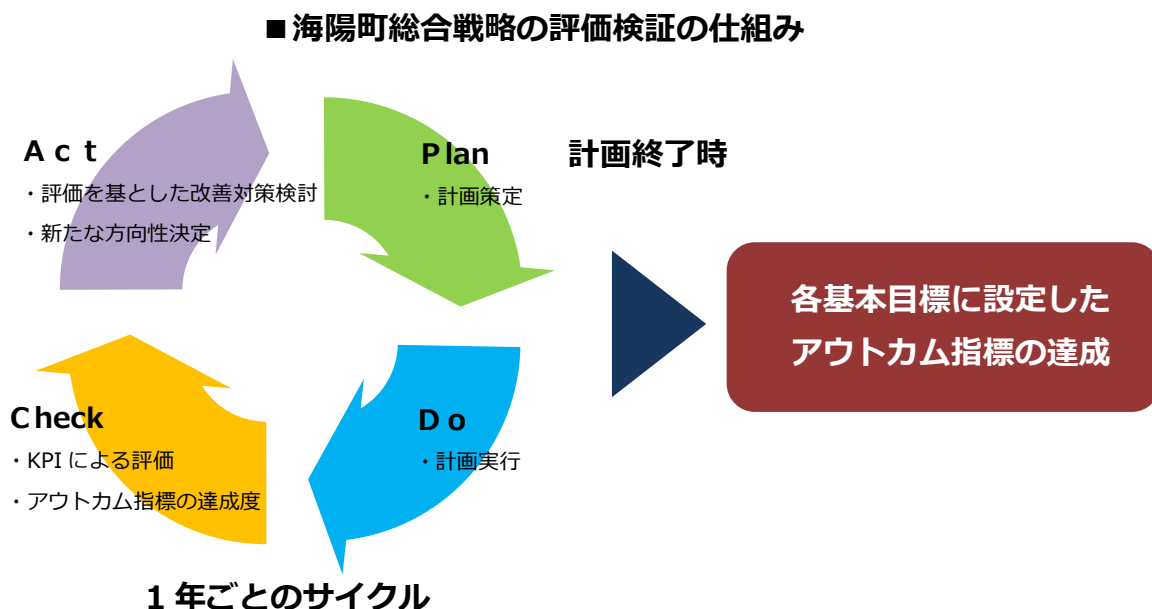 ■海陽町総合戦略の評価検証の仕組み
Act
・評価を基とした改善対策検討
・新たな方向性決定
Plan
・計画策定
計画終了時
各基本目標に設定した
アウトカム指標の達成
Check
・KPIによる評価
・アウトカム指標の達成度
Do
・計画実行
1年ごとのサイクル